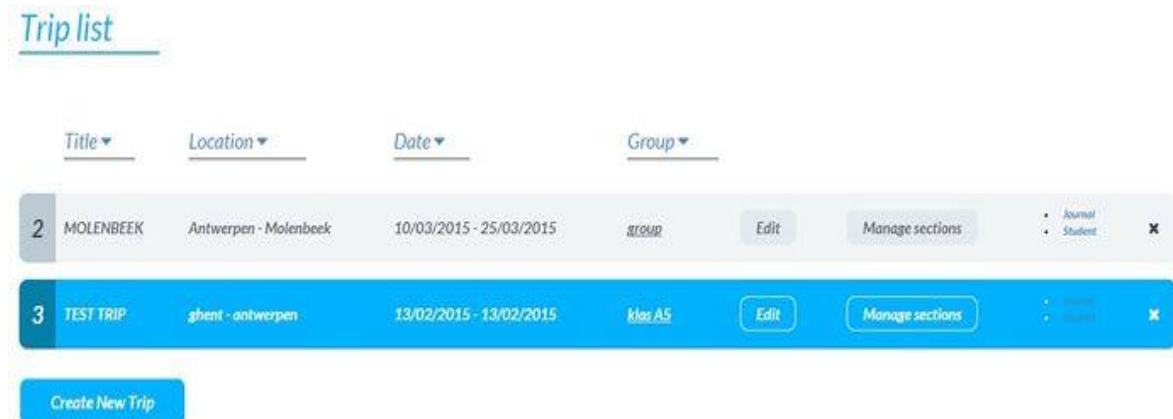 Trip list
Title Location Date Group
2 MOLENBEEK Antwerpen - Molenbeek 10/03/2015 - 25/03/2015 group Edit Manage sections
Journal
Student
3 TEST TRIP ghent - antwerpen 13/02/2015 - 13/02/2015 klas A5 Edit Manage sections
Create New Trip